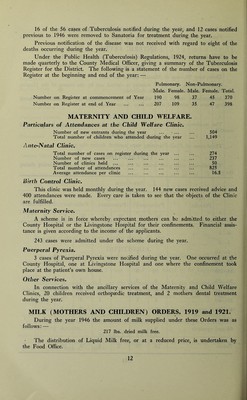 16 of the 56 cases of Tuberculosis notified during the year, and 12 cases notified
previous to 1946 were removed to Sanatoria for treatment during the year.
Previous notification of the disease was not received with regard to eight of the
deaths occurring during the year.
Under the Public Health (Tuberculosis) Regulations, 1924, returns have to be
made quarterly to the County Medical Officer, giving a summary of the Tuberculosis
Register for the District. The following is a statement of the number of cases on the
Register at the beginning and end of the year:—
Pulmonary. Non-Pulmonary.
Male. Female. Male. Female. Total.
Number on Register at commencement of Year 190 98 37 45 370
Number on Register at end of Year ... ... 207 109 35 47 398
MATERNITY AND CHILD WELFARE.
Particulars of Attendances at the Child Welfare Clinic.
Number of new entrants during the year ... ... 504
Total number of children who attended during the year ... 1,149
Ante-Natal Clinic.
Total number of cases on register during the year ... ... 274
Number of new cases ... ... 237
Number of clinics held ... ... 50
Total number of attendances ... ...
Average attendance per clinic ... ... 16.8
Birth Control Clinic.
This clinic was held monthly during the year. 144 new cases received advice and
400 attendances were made. Every care is taken to see that the objects of the Clinic
are fulfilled.
Maternity Service.
A scheme is in force whereby expectant mothers can be admitted to either the
County Hospital or the Livingstone Hospital for their confinements. Financial assis-
tance is given according to the income of the applicants.
243 cases were admitted under the scheme during the year.
Puerperal Pyrexia.
3 cases of Puerperal Pyrexia were notified during the year. One occurred at the
County Hospital, one at Livingstone Hospital and one where the confinement took
place at the patient's own house.
Other Services.
In connection with the ancillary services of the Maternity and Child Welfare
Clinics, 20 children received orthopædic treatment, and 2 mothers dental treatment
during the year.
MILK (MOTHERS AND CHILDREN) ORDERS, 1919 and 1921.
During the year 1946 the amount of milk supplied under these Orders was as
follows:—
217 lbs. dried milk free.
The distribution of Liquid Milk free, or at a reduced price, is undertaken by
the Food Office.
12